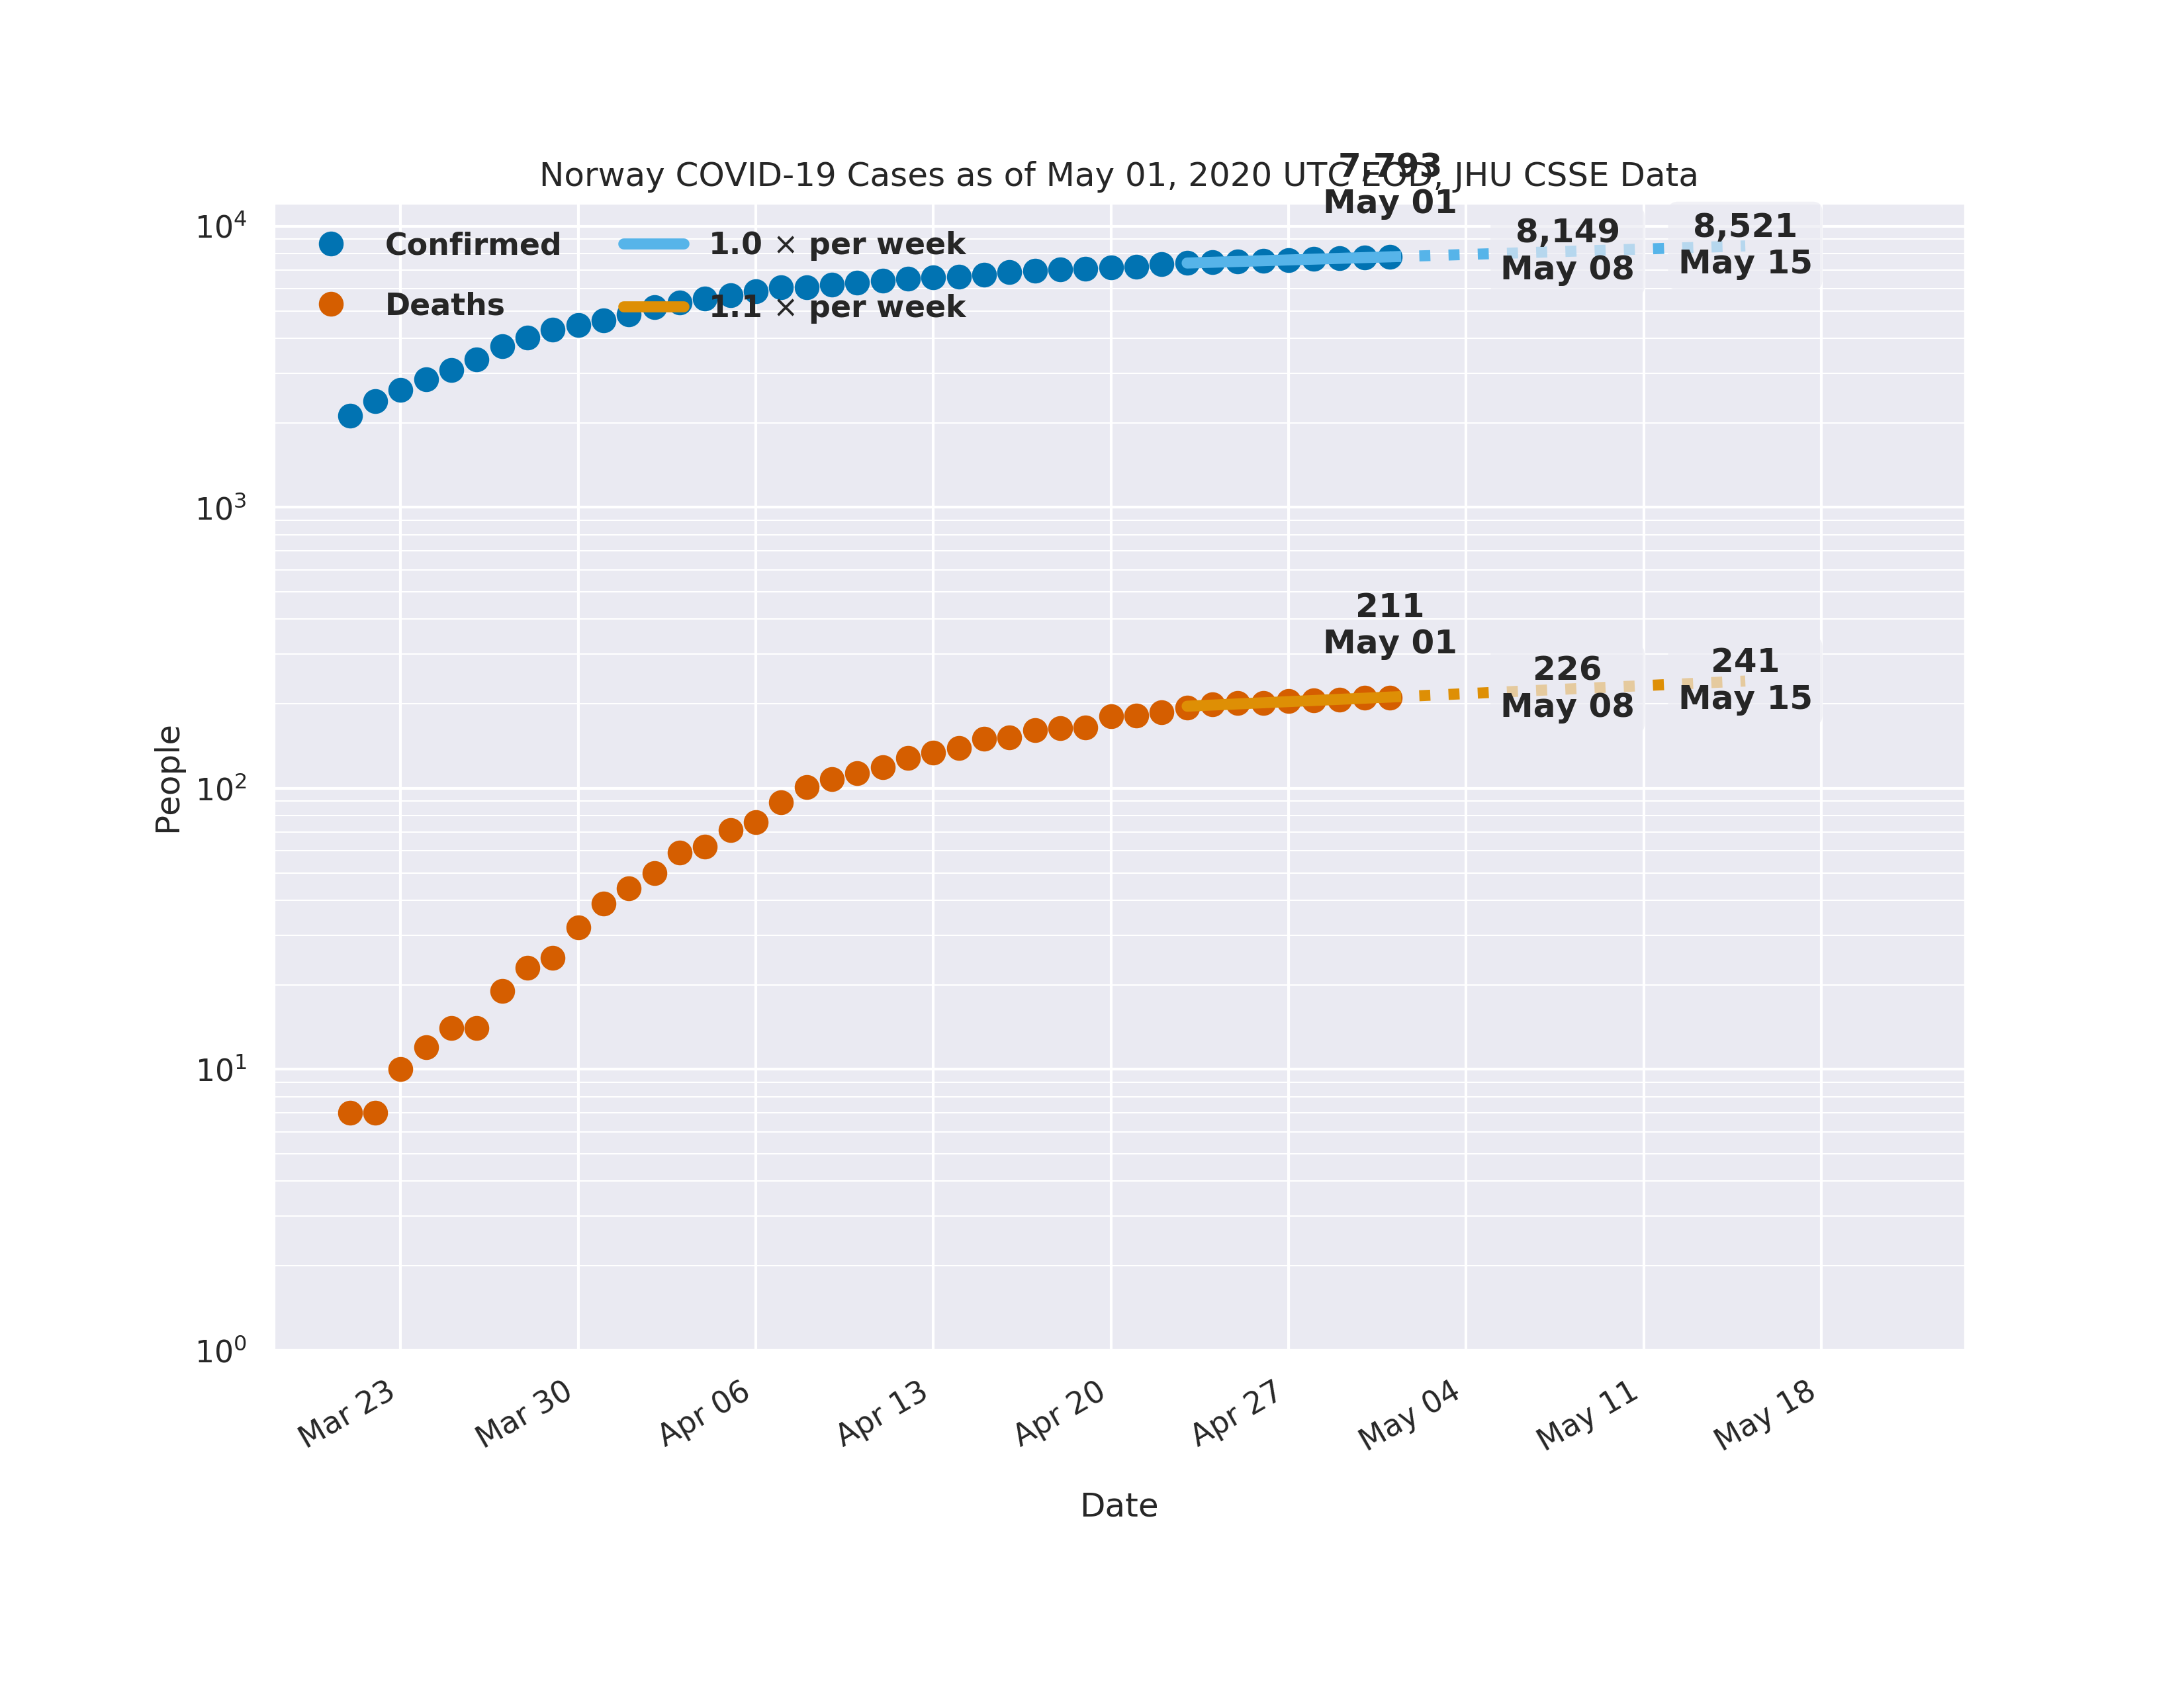 7,793
May 01
Norway COVID-19 Cases as of May 01, 2020 UTC EOD, JHU CSSE Data
10⁴
Confirmed
1.0 × per week
Deaths
1.1 × per week
8,149
May 08
8,521
May 15
10³
211
May 01
226
May 08
241
May 15
People
10²
10¹
10⁰
Mar 23
Mar 30
Apr 06
Apr 13
Apr 20
Apr 27
May 04
May 11
May 18
Date